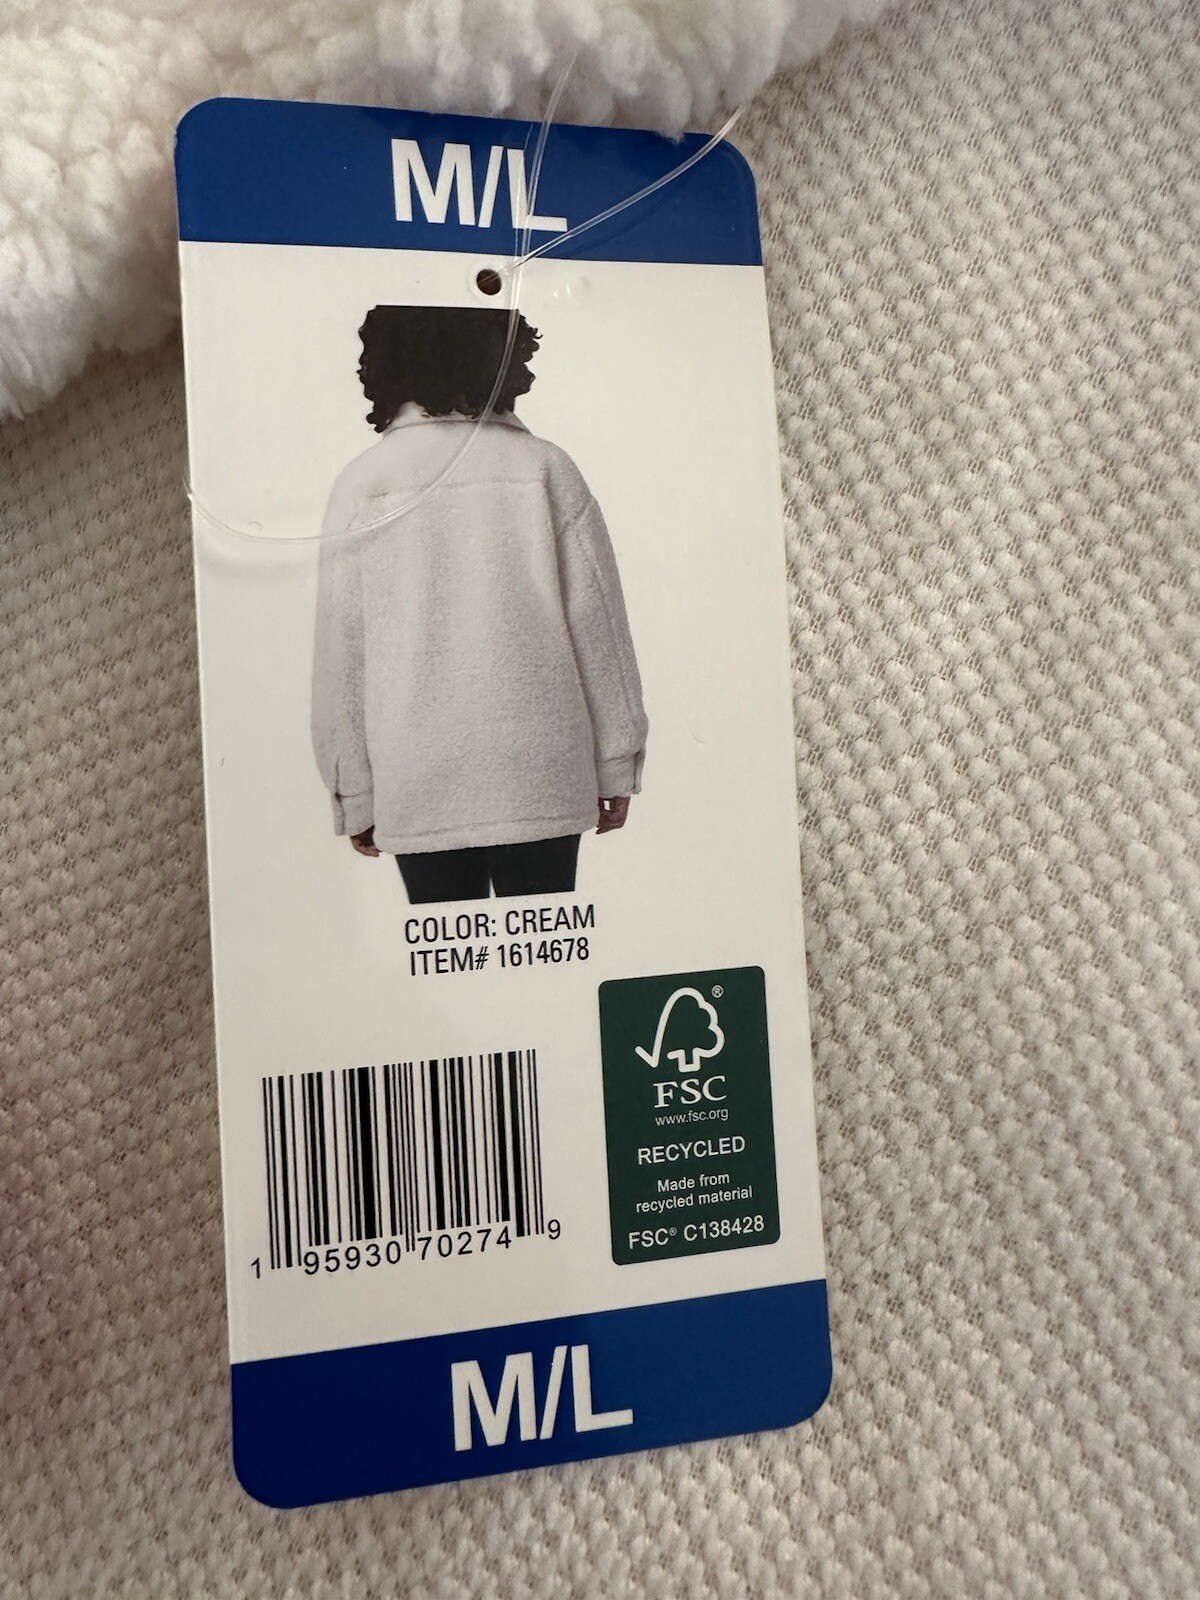 M/L
COLOR: CREAM
ITEM# 1614678
®
FSC
www.fsc.org
RECYCLED
Made from
recycled material
FSC® C138428
1 95930 70274 9
M/L